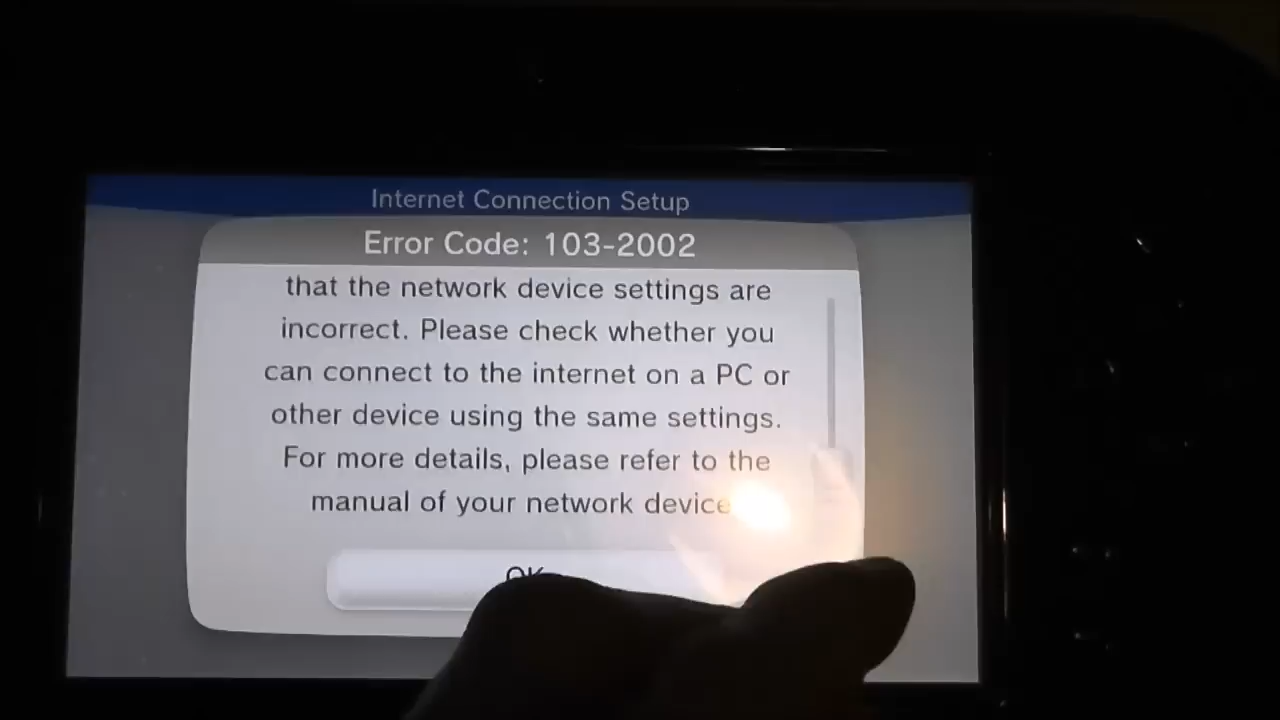 Internet Connection Setup
Error Code: 103-2002
that the network device settings are
incorrect. Please check whether you
can connect to the internet on a PC or
other device using the same settings.
For more details, please refer to the
manual of your network device
OK